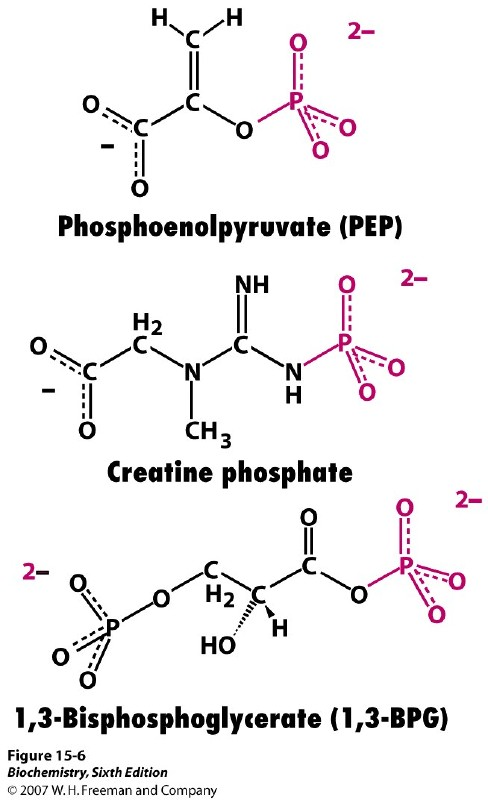 H H
C
O 2–
O C C O P O
– O
O
Phosphoenolpyruvate (PEP)
NH O 2–
H2
O C N C N P O
– H O
O CH3
Creatine phosphate
O O 2–
2– O O C C O P O
P H2 C O
O HO H
O
1,3-Bisphosphoglycerate (1,3-BPG)
Figure 15-6
Biochemistry, Sixth Edition
© 2007 W. H. Freeman and Company